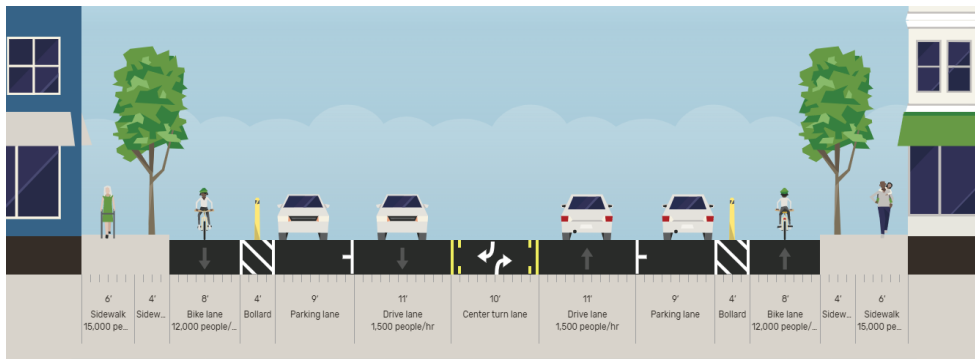 6'
Sidewalk
15,000 pe...
4'
Sidew...
8'
Bike lane
12,000 people/...
4'
Bollard
9'
Parking lane
11'
Drive lane
1,500 people/hr
10'
Center turn lane
11'
Drive lane
1,500 people/hr
9'
Parking lane
4'
Bollard
8'
Bike lane
12,000 people/...
4'
Sidew...
6'
Sidewalk
15,000 pe...